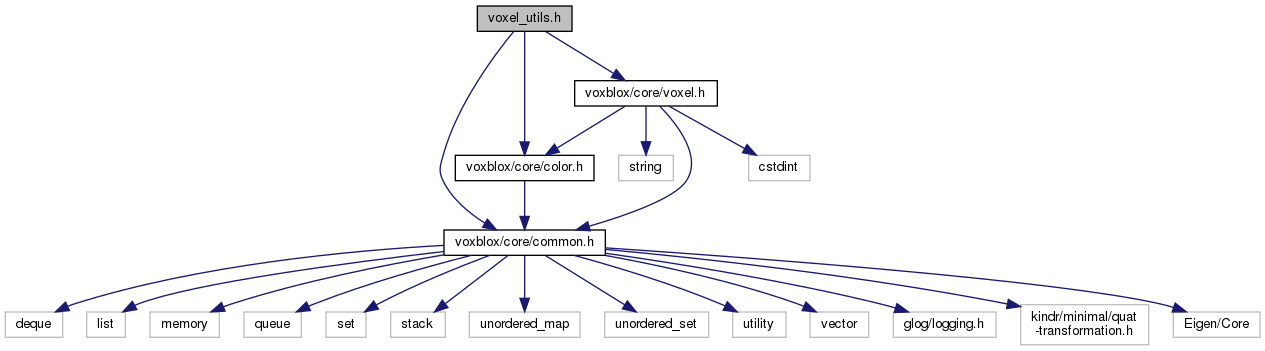 voxel_utils.h
voxblox/core/voxel.h
voxblox/core/color.h
string
cstdint
voxblox/core/common.h
deque
list
memory
queue
set
stack
unordered_map
unordered_set
utility
vector
glog/logging.h
kindr/minimal/quat
-transformation.h
Eigen/Core